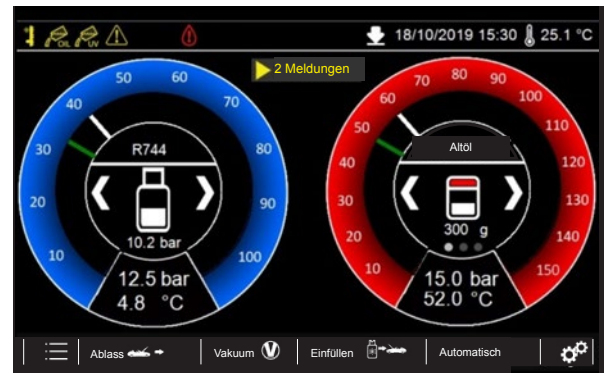 OIL UV 18/10/2019 15:30 25.1 °C
2 Meldungen
10 20 30 40 50 60 70 80 90 100
R744
10.2 bar
12.5 bar
4.8 °C
10 20 30 40 50 60 70 80 90 100 110 120 130 140 150
Altöl
300 g
15.0 bar
52.0 °C
Ablass Vakuum V Einfüllen Automatisch